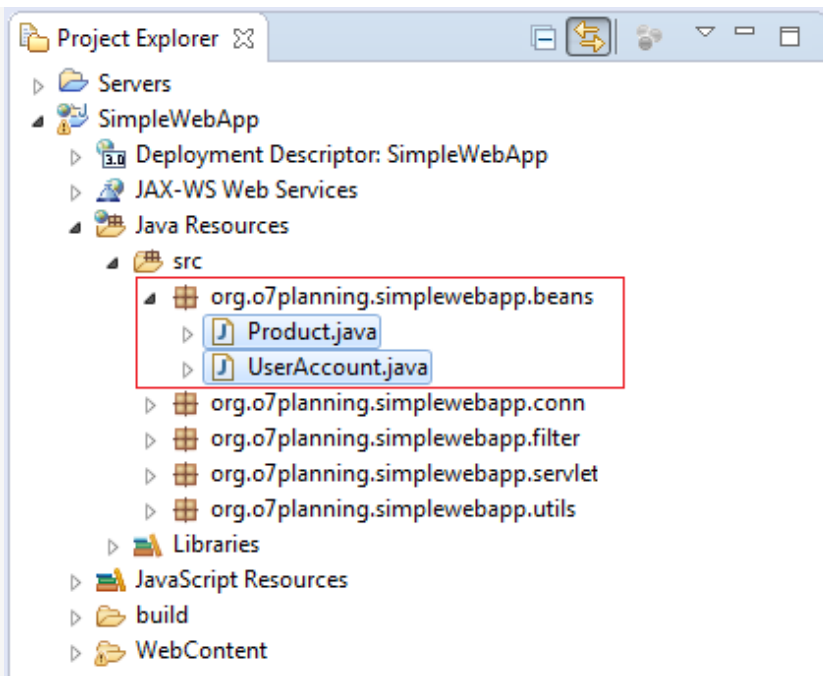 Project Explorer
Servers
SimpleWebApp
3.0 Deployment Descriptor: SimpleWebApp
JAX-WS Web Services
Java Resources
src
org.o7planning.simplewebapp.beans
J Product.java
J UserAccount.java
org.o7planning.simplewebapp.conn
org.o7planning.simplewebapp.filter
org.o7planning.simplewebapp.servlet
org.o7planning.simplewebapp.utils
Libraries
JavaScript Resources
build
WebContent